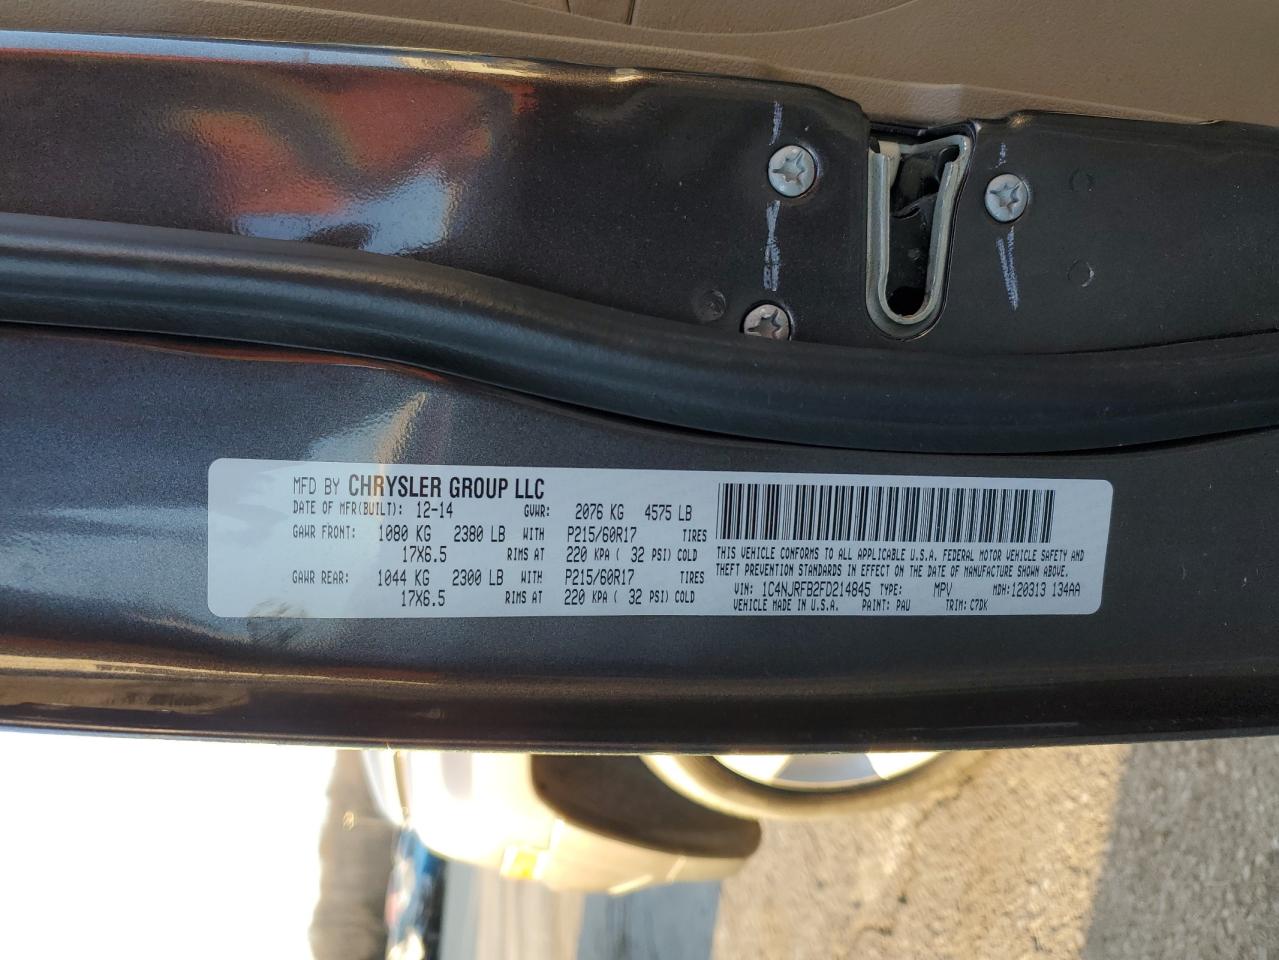 MFD BY CHRYSLER GROUP LLC
DATE OF MFR(BUILT): 12-14 GVWR: 2076 KG 4575 LB
GAWR FRONT: 1080 KG 2380 LB WITH P215/60R17 TIRES
17X6.5 RIMS AT 220 KPA ( 32 PSI) COLD
GAWR REAR: 1044 KG 2300 LB WITH P215/60R17 TIRES
17X6.5 RIMS AT 220 KPA ( 32 PSI) COLD
THIS VEHICLE CONFORMS TO ALL APPLICABLE U.S.A. FEDERAL MOTOR VEHICLE SAFETY AND
THEFT PREVENTION STANDARDS IN EFFECT ON THE DATE OF MANUFACTURE SHOWN ABOVE.
VIN: 1C4NJRFB2FD214845 TYPE: MPV MDH: 120313 134AA
VEHICLE MADE IN U.S.A. PAINT: PAU TRIM: C7DK